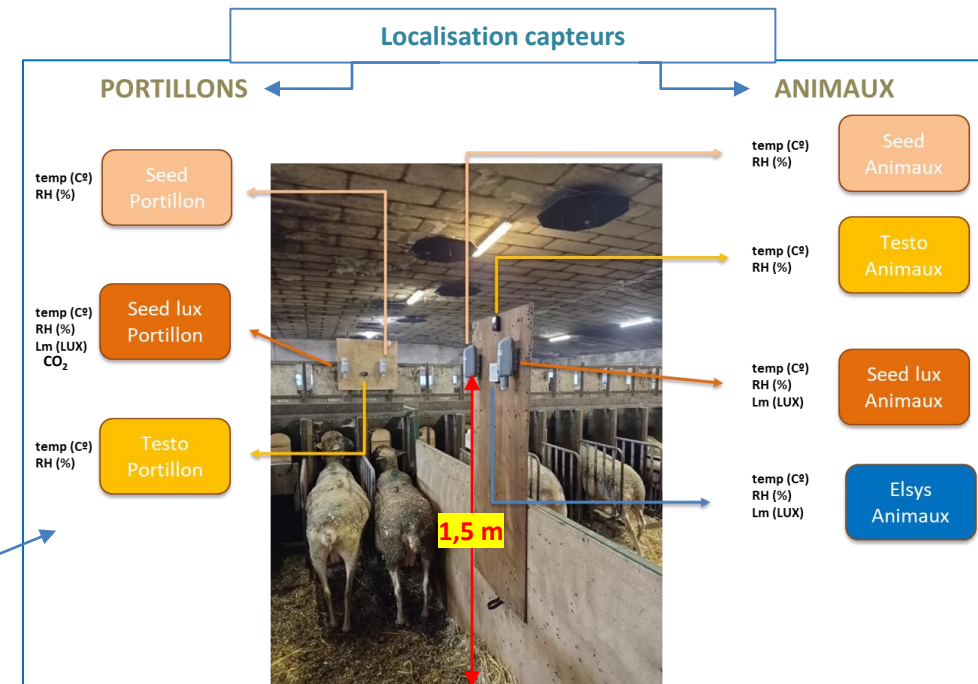 Localisation capteurs
PORTILLONS
ANIMAUX
temp (Cº)
RH (%)
Seed
Portillon
temp (Cº)
RH (%)
Lm (LUX)
CO₂
Seed lux
Portillon
temp (Cº)
RH (%)
Testo
Portillon
1,5 m
temp (Cº)
RH (%)
Seed
Animaux
temp (Cº)
RH (%)
Testo
Animaux
temp (Cº)
RH (%)
Lm (LUX)
Seed lux
Animaux
temp (Cº)
RH (%)
Lm (LUX)
Elsys
Animaux